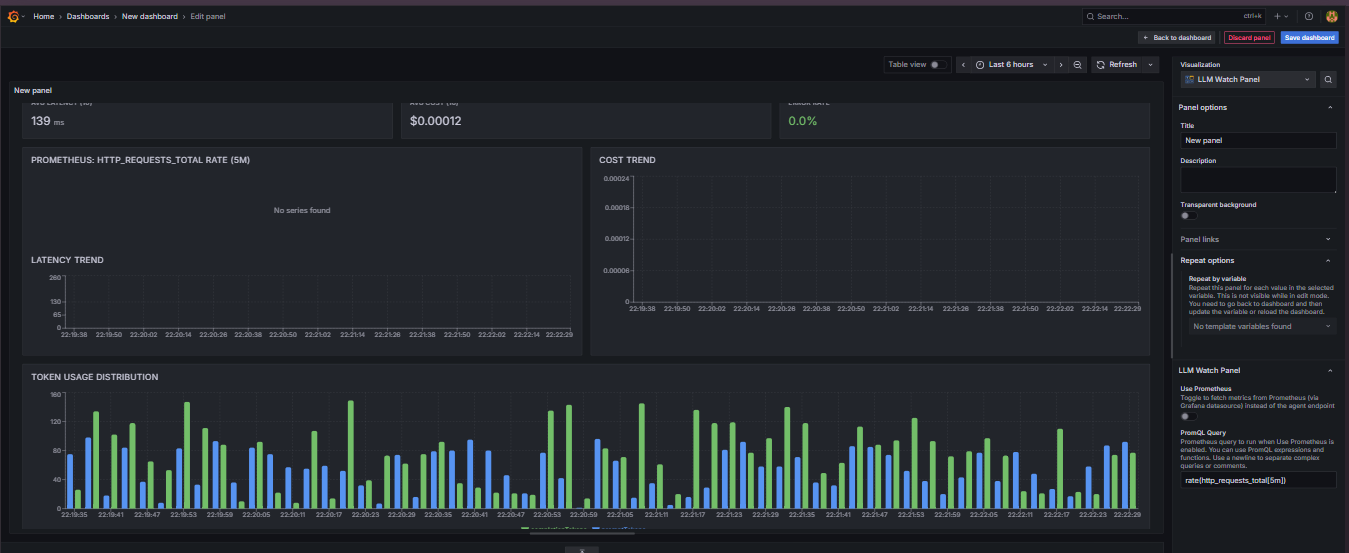 Home › Dashboards › New dashboard › Edit panel
Search...
ctrl+k
Back to dashboard
Discard panel
Save dashboard
Table view
Last 6 hours
Refresh
New panel
AVG LATENCY (10)
139 ms
$0.00012
ERROR RATE
0.0%
PROMETHEUS: HTTP_REQUESTS_TOTAL RATE (5M)
No series found
LATENCY TREND
260
130
65
0
22:19:38 22:19:50 22:20:02 22:20:14 22:20:26 22:20:38 22:20:50 22:21:02 22:21:14 22:21:26 22:21:38 22:21:50 22:22:02 22:22:14 22:22:29
COST TREND
0.00024
0.00018
0.00012
0.00006
0
22:19:38 22:19:50 22:20:02 22:20:14 22:20:26 22:20:38 22:20:50 22:21:02 22:21:14 22:21:26 22:21:38 22:21:50 22:22:02 22:22:14 22:22:29
TOKEN USAGE DISTRIBUTION
160
120
80
40
0
22:19:35 22:19:41 22:19:47 22:19:53 22:19:59 22:20:05 22:20:11 22:20:17 22:20:23 22:20:29 22:20:35 22:20:41 22:20:47 22:20:53 22:20:59 22:21:05 22:21:11 22:21:17 22:21:23 22:21:29 22:21:35 22:21:41 22:21:47 22:21:53 22:21:59 22:22:05 22:22:11 22:22:17 22:22:23 22:22:29
Visualization
LLM Watch Panel
Panel options
Title
New panel
Description
Transparent background
Panel links
Repeat options
Repeat by variable
Repeat this panel for each value in the selected
variable. This is not visible while in edit mode.
You need to go back to dashboard and then
update the variable or reload the dashboard.
No template variables found
LLM Watch Panel
Use Prometheus
Toggle to fetch metrics from Prometheus (via
Grafana datasource) instead of the agent endpoint
PromQL Query
Prometheus query to run when Use Prometheus is
enabled. You can use PromQL expressions and
functions. Use a newline to separate complex
queries or comments.
rate(http_requests_total[5m])